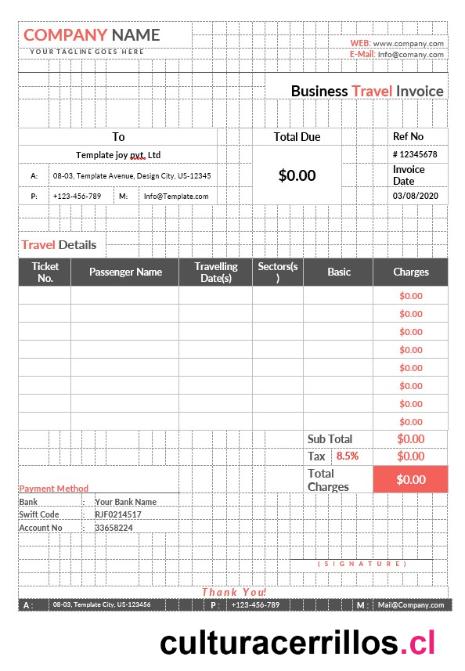 COMPANY NAME
YOUR TAGLINE GOES HERE
WEB: www.company.com
E-Mail: Info@comany.com
Business Travel Invoice
To
Total Due
Ref No
Template joy pvt, Ltd
# 12345678
A: 08-03, Template Avenue, Design City, US-12345
$0.00
Invoice
Date
P: +123-456-789 M: Info@Template.com
03/08/2020
Travel Details
Ticket
No.
Passenger Name
Travelling
Date(s)
Sectors(s
)
Basic
Charges
$0.00
$0.00
$0.00
$0.00
$0.00
$0.00
$0.00
$0.00
Sub Total $0.00
Tax 8.5% $0.00
Total
Charges
$0.00
Payment Method
Bank : Your Bank Name
Swift Code : RJF0214517
Account No : 33658224
(SIGNATURE)
Thank You!
A: 08-03, Template City, US-123456 P: +123-456-789 M: Mail@Company.com
culturacerrillos.cl